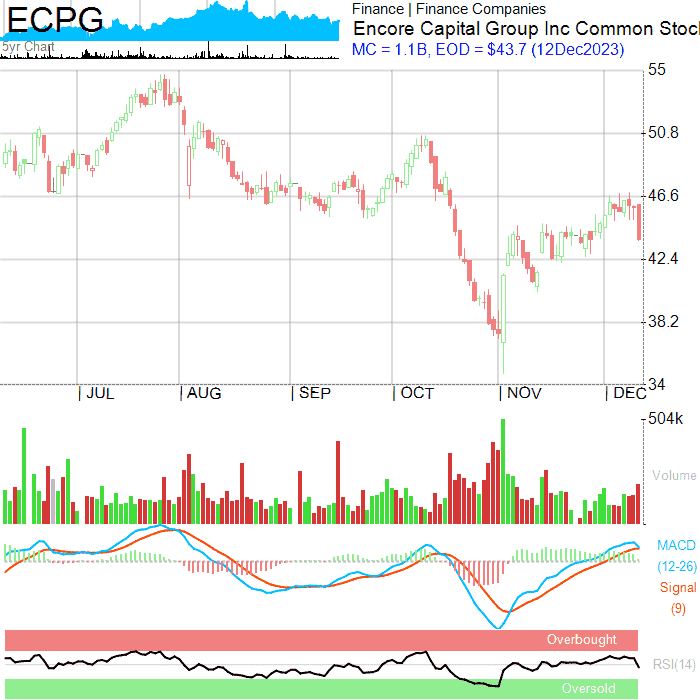 ECPG
5yr Chart
Finance | Finance Companies
Encore Capital Group Inc Common Stoc
MC = 1.1B, EOD = $43.7 (12Dec2023)
55
50.8
46.6
42.4
38.2
34
| JUL | AUG | SEP | OCT | NOV | DEC
504k
Volume
MACD
(12-26)
Signal
(9)
Overbought
RSI(14)
Oversold